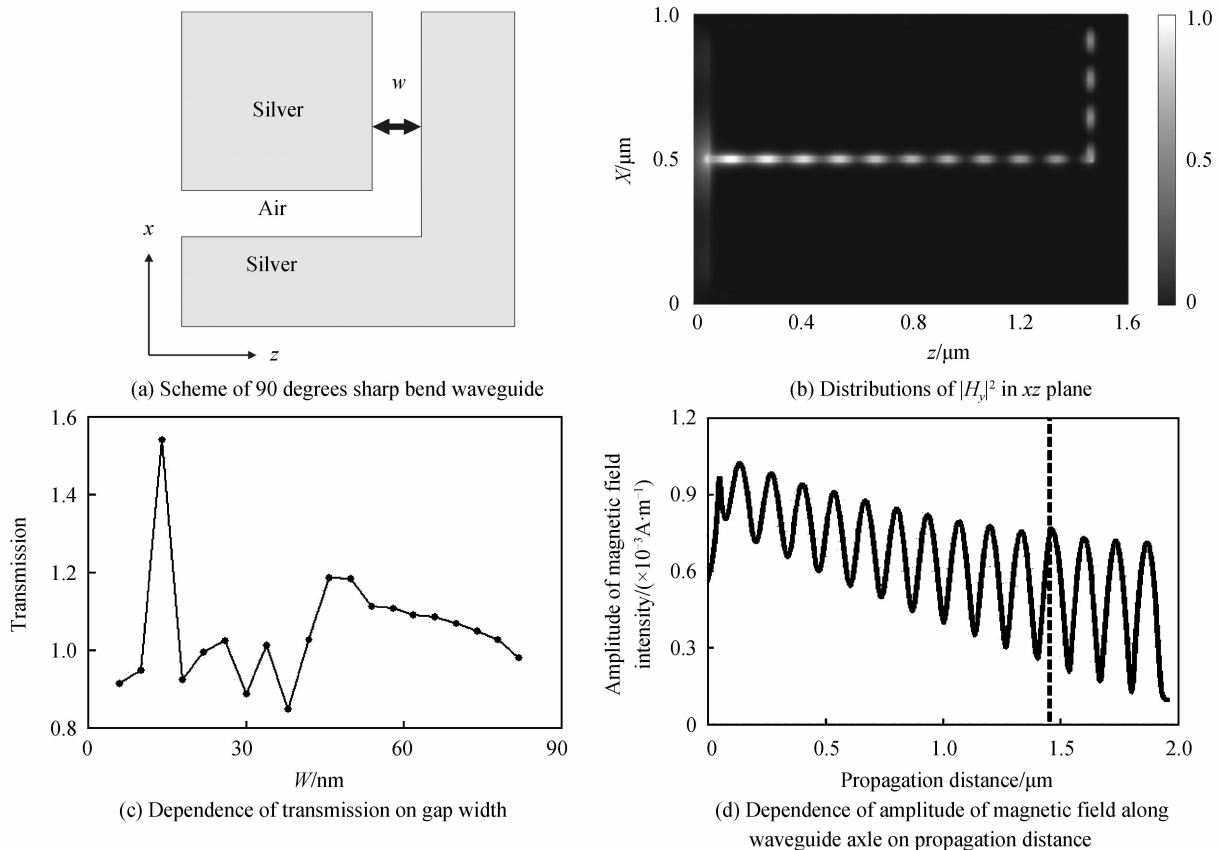 Silver
w
Air
x
Silver
z
(a) Scheme of 90 degrees sharp bend waveguide
1.0
0.5
0
X/μm
0 0.4 0.8 1.2 1.6
z/μm
1.0
0.5
0
(b) Distributions of |Hy|² in xz plane
1.6
1.4
1.2
1.0
0.8
Transmission
0 30 60 90
W/nm
(c) Dependence of transmission on gap width
1.2
0.9
0.6
0.3
0
Amplitude of magnetic field
intensity/(×10⁻³A·m⁻¹)
0 0.5 1.0 1.5 2.0
Propagation distance/μm
(d) Dependence of amplitude of magnetic field along
waveguide axle on propagation distance